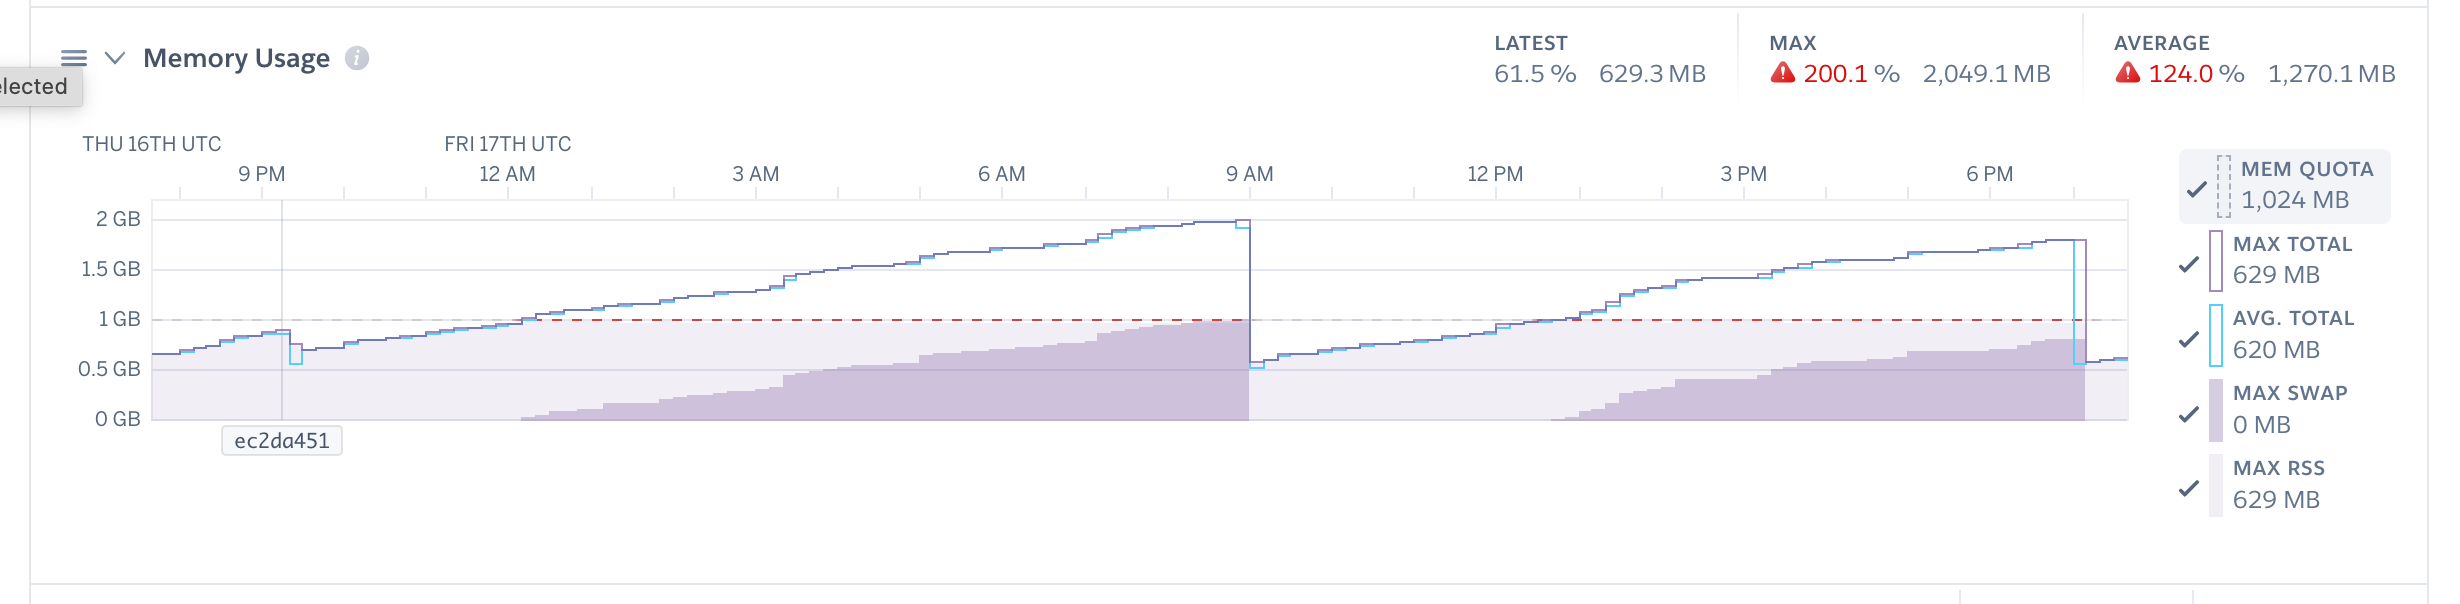 LATEST
MAX
AVERAGE
Memory Usage
61.5 % 629.3 MB
200.1 % 2,049.1 MB
124.0 % 1,270.1 MB
elected
THU 16TH UTC
FRI 17TH UTC
9 PM
12 AM
3 AM
6 AM
9 AM
12 PM
3 PM
6 PM
2 GB
1.5 GB
1 GB
0.5 GB
0 GB
ec2da451
MEM QUOTA
1,024 MB
MAX TOTAL
629 MB
AVG. TOTAL
620 MB
MAX SWAP
0 MB
MAX RSS
629 MB